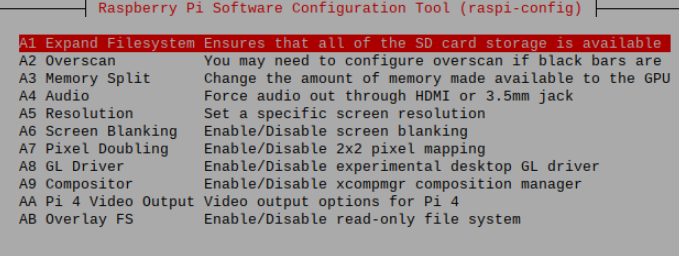 Raspberry Pi Software Configuration Tool (raspi-config)
A1 Expand Filesystem Ensures that all of the SD card storage is available
A2 Overscan You may need to configure overscan if black bars are
A3 Memory Split Change the amount of memory made available to the GPU
A4 Audio Force audio out through HDMI or 3.5mm jack
A5 Resolution Set a specific screen resolution
A6 Screen Blanking Enable/Disable screen blanking
A7 Pixel Doubling Enable/Disable 2x2 pixel mapping
A8 GL Driver Enable/Disable experimental desktop GL driver
A9 Compositor Enable/Disable xcompmgr composition manager
AA Pi 4 Video Output Video output options for Pi 4
AB Overlay FS Enable/Disable read-only file system